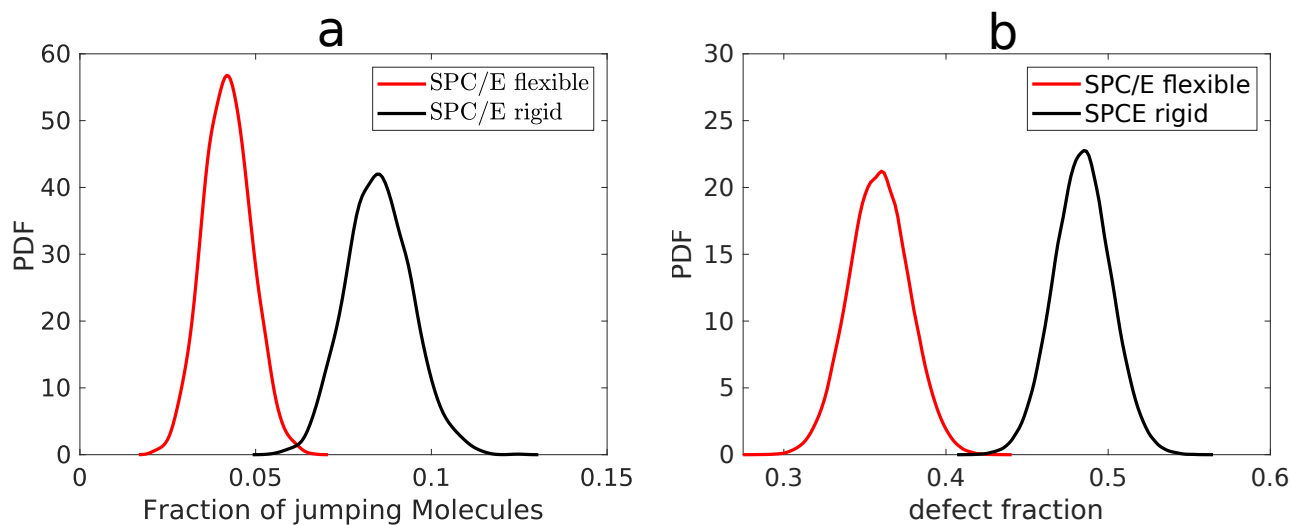 a
60
50
40
30
20
10
0
PDF
SPC/E flexible
SPC/E rigid
0
0.05
0.1
0.15
Fraction of jumping Molecules
b
30
25
20
15
10
5
0
PDF
SPC/E flexible
SPCE rigid
0.3
0.4
0.5
0.6
defect fraction